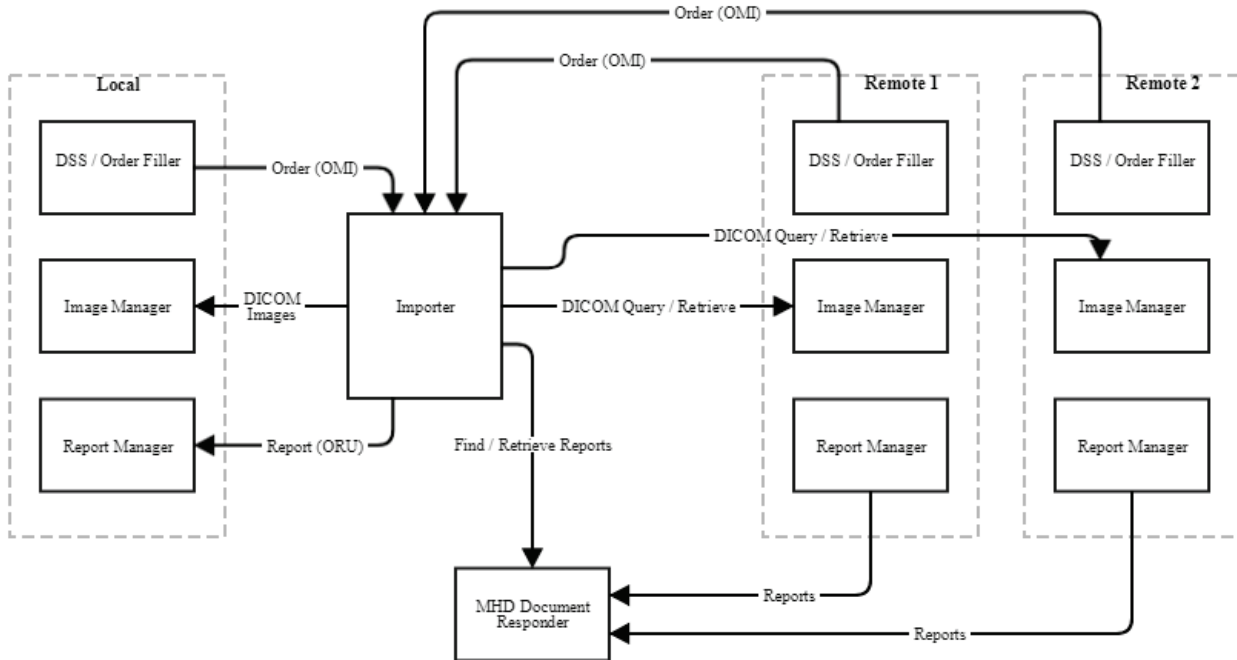 Order (OMI)
Order (OMI)
Local
Remote 1
Remote 2
DSS / Order Filler
Order (OMI)
DSS / Order Filler
DSS / Order Filler
DICOM Query / Retrieve
Image Manager
DICOM
Images
Importer
DICOM Query / Retrieve
Image Manager
Image Manager
Report Manager
Report (ORU)
Find / Retrieve Reports
Report Manager
Report Manager
MHD Document
Responder
Reports
Reports